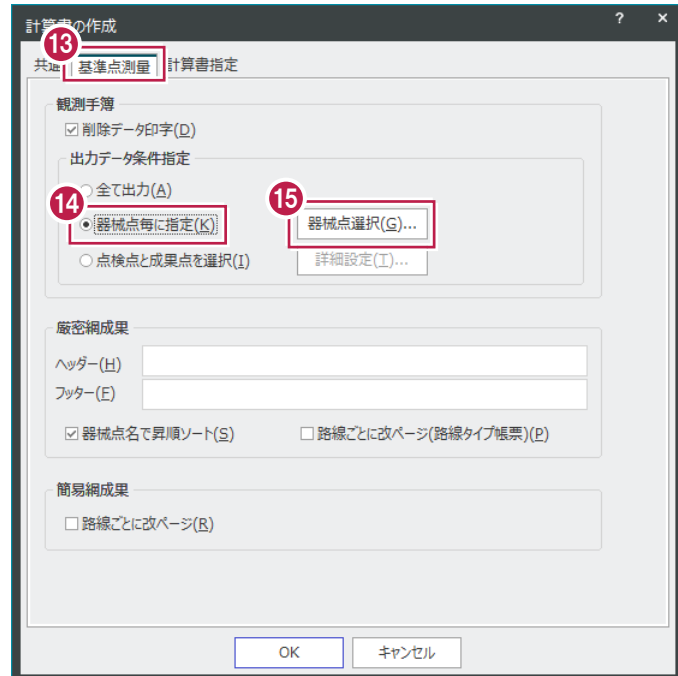 計算書の作成 ? ×
13
共通 基準点測量 計算書指定
観測手簿
削除データ印字(D)
出力データ条件指定
全て出力(A)
14 15
器械点毎に指定(K) 器械点選択(G)...
点検点と成果点を選択(I) 詳細設定(T)...
厳密網成果
ヘッダー(H)
フッター(F)
器械点名で昇順ソート(S) 路線ごとに改ページ(路線タイプ帳票)(P)
簡易網成果
路線ごとに改ページ(R)
OK キャンセル